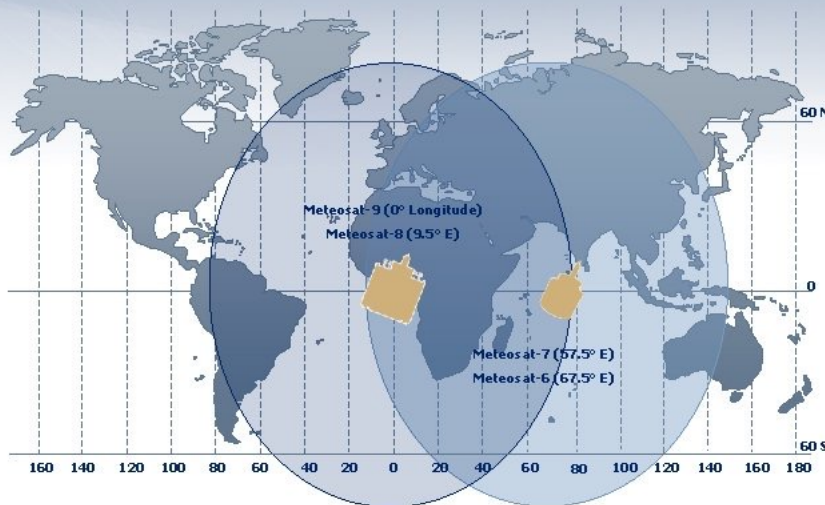 60 N
Meteosat-9 (0° Longitude)
Meteosat-8 (9.5° E)
0
Meteosat-7 (57.5° E)
Meteosat-6 (67.5° E)
60 S
160 140 120 100 80 60 40 20 0 20 40 60 80 100 120 140 160 180